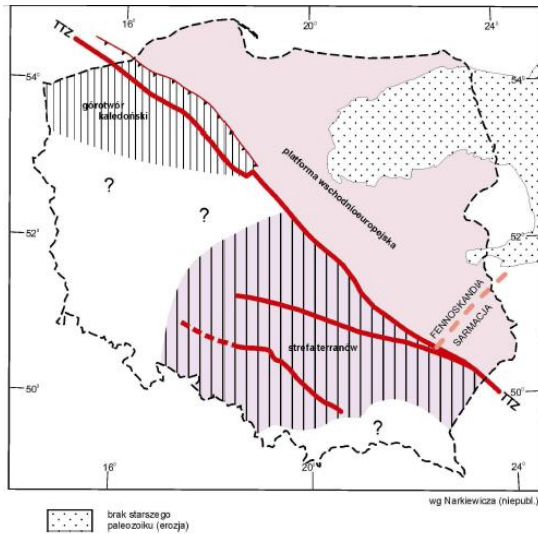 16° 20° 24°
TTZ
54° 54°
górotwór
kaledoński
platforma wschodnioeuropejska
?
?
52° 52°
FENNOSKANDIA
SARMACJA
strefa terranów
50° 50°
TTZ
?
16° 20° 24°
wg Narkiewicza (niepubl.)
brak starszego
paleozoiku (erozja)